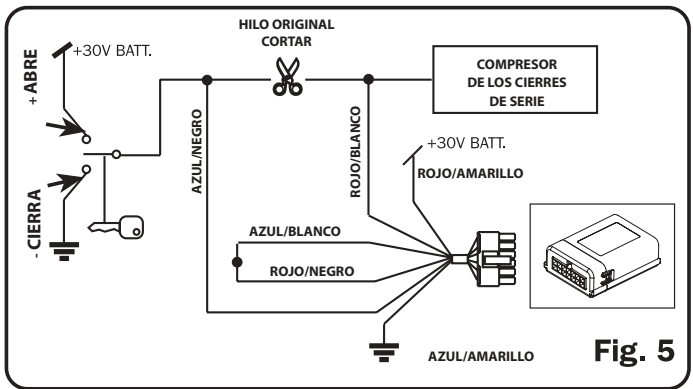 HILO ORIGINAL
CORTAR
+30V BATT.
+ ABRE
- CIERRA
COMPRESOR
DE LOS CIERRES
DE SERIE
AZUL/NEGRO
ROJO/BLANCO
+30V BATT.
ROJO/AMARILLO
AZUL/BLANCO
ROJO/NEGRO
AZUL/AMARILLO
Fig. 5